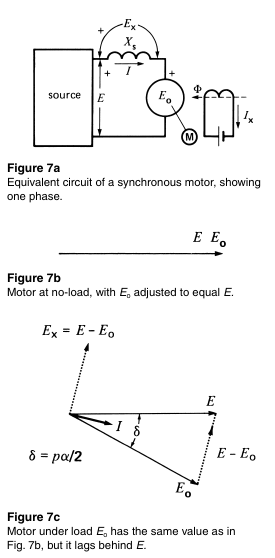 + Eₓ +
Xₛ
+ I +
source
E
Eₒ
Φ
Iₓ
M
Figure 7a
Equivalent circuit of a synchronous motor, showing
one phase.
E Eₒ
Figure 7b
Motor at no-load, with Eₒ adjusted to equal E.
Eₓ = E – Eₒ
E
I
δ
δ = pα/2
E – Eₒ
Eₒ
Figure 7c
Motor under load Eₒ has the same value as in
Fig. 7b, but it lags behind E.